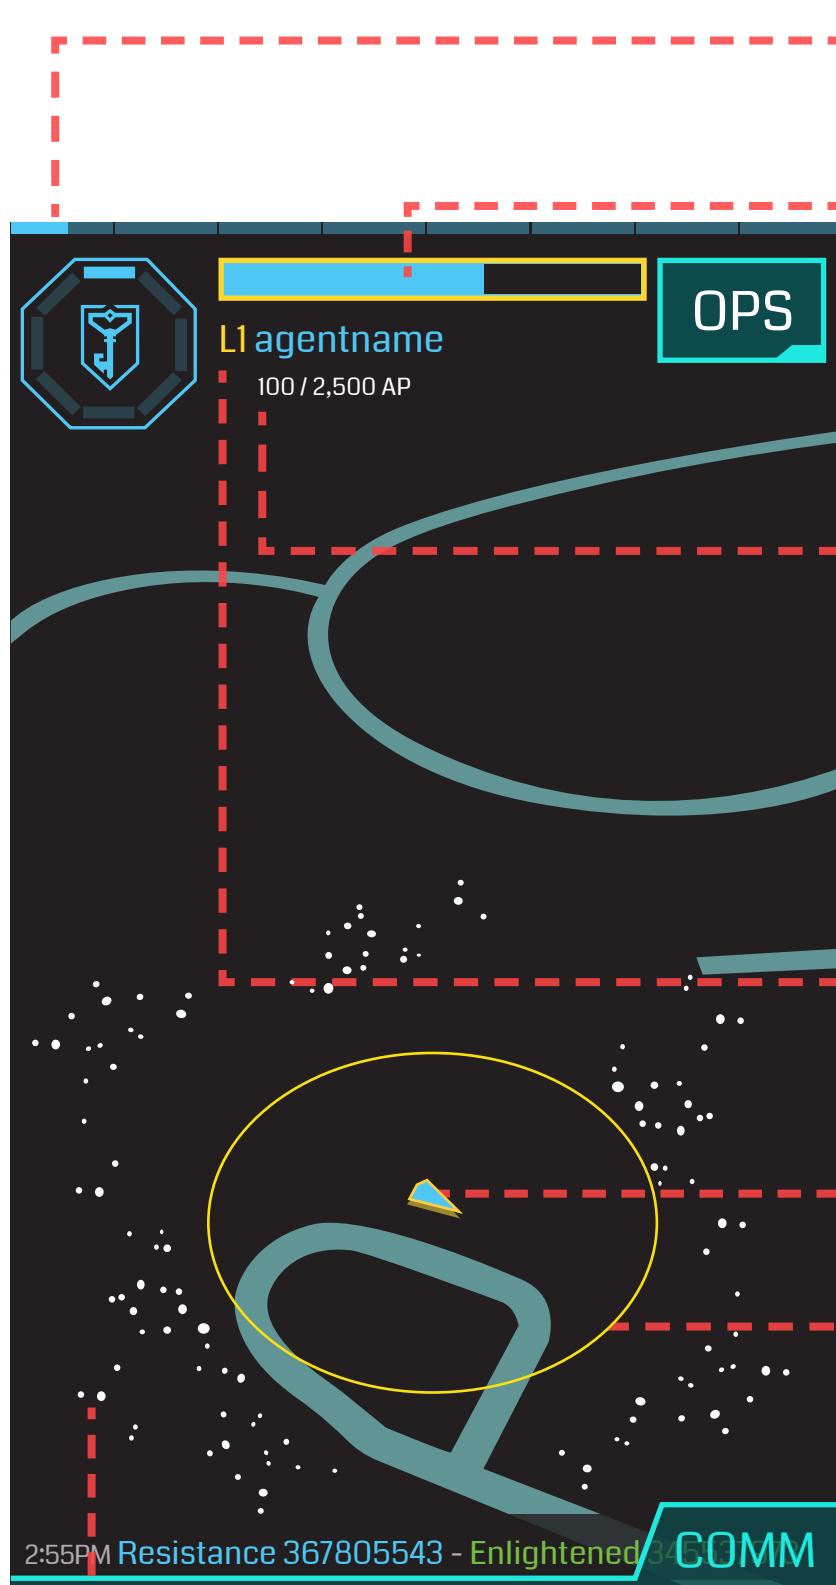 OPS
L1 agentname
100 / 2,500 AP
2:55PM Resistance 367805543 - Enlightened
COMM